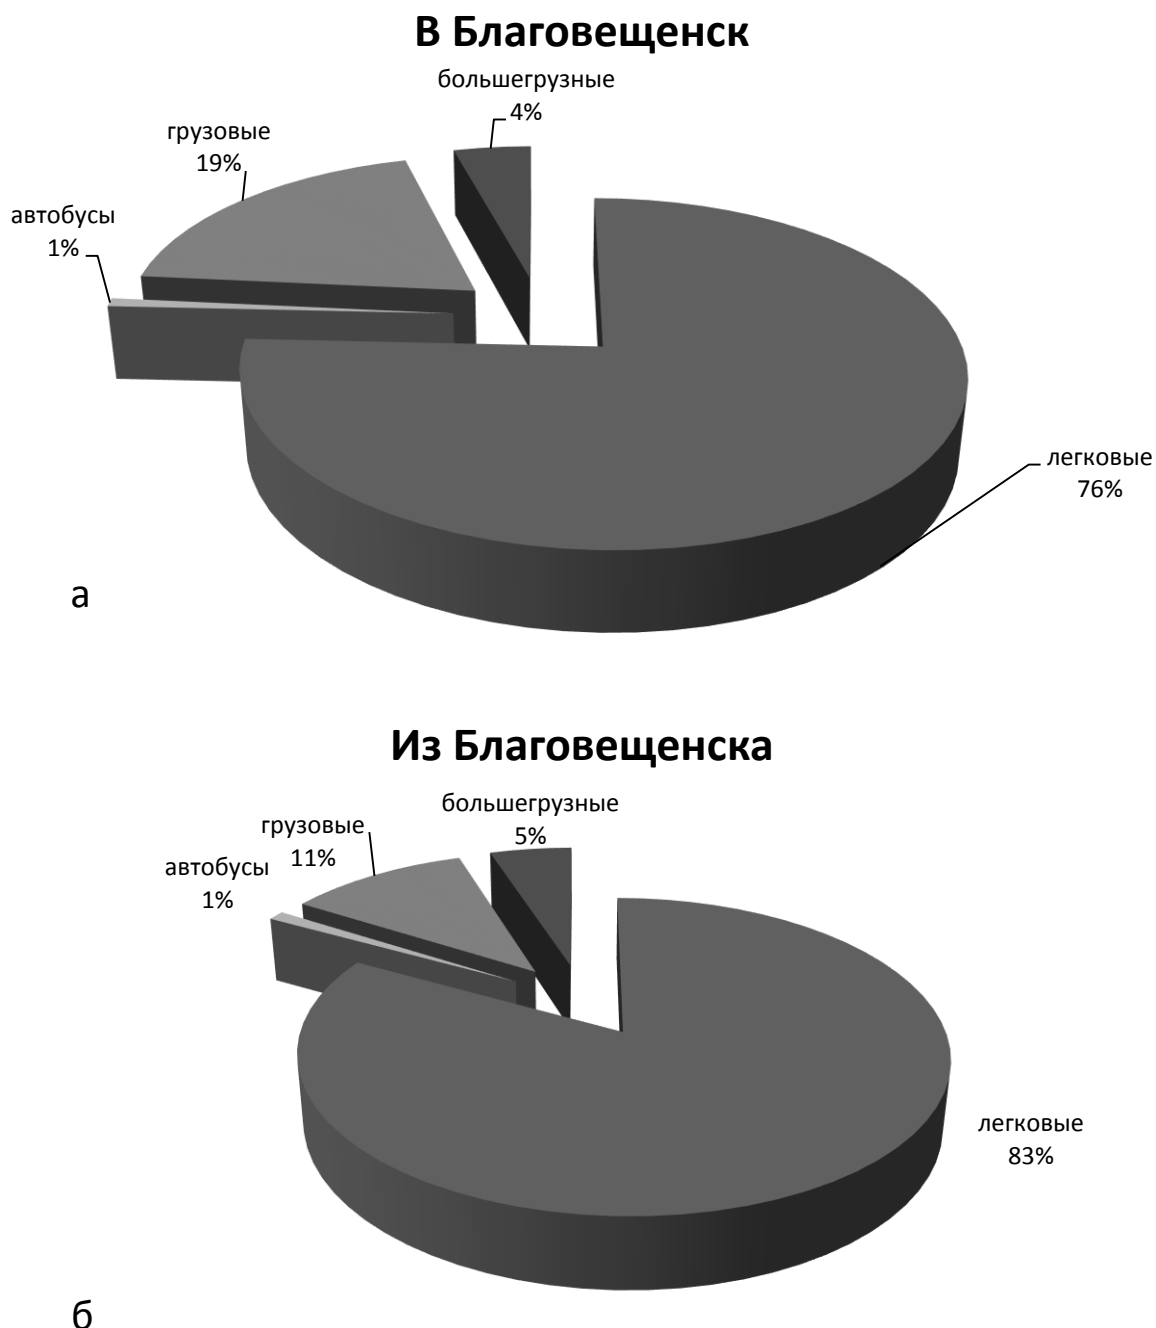 В Благовещенск
большегрузные
4%
грузовые
19%
автобусы
1%
легковые
76%
а
Из Благовещенска
большегрузные
5%
грузовые
11%
автобусы
1%
легковые
83%
б